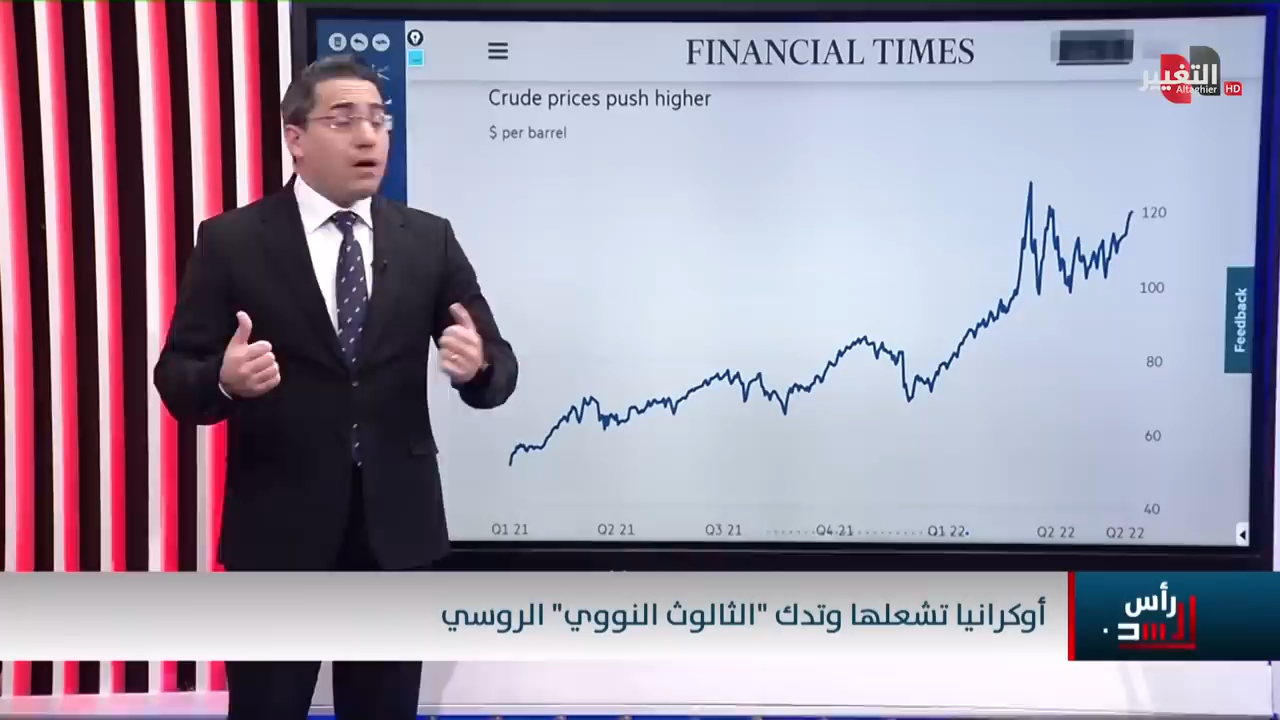 FINANCIAL TIMES
التغيير
Altaghier HD
Crude prices push higher
$ per barrel
120
100
80
60
40
Feedback
Q1 21 Q2 21 Q3 21 Q4 21 Q1 22 Q2 22 Q2 22
أوكرانيا تشعلها وتدك "الثالوث النووي" الروسي
رأس
السطر